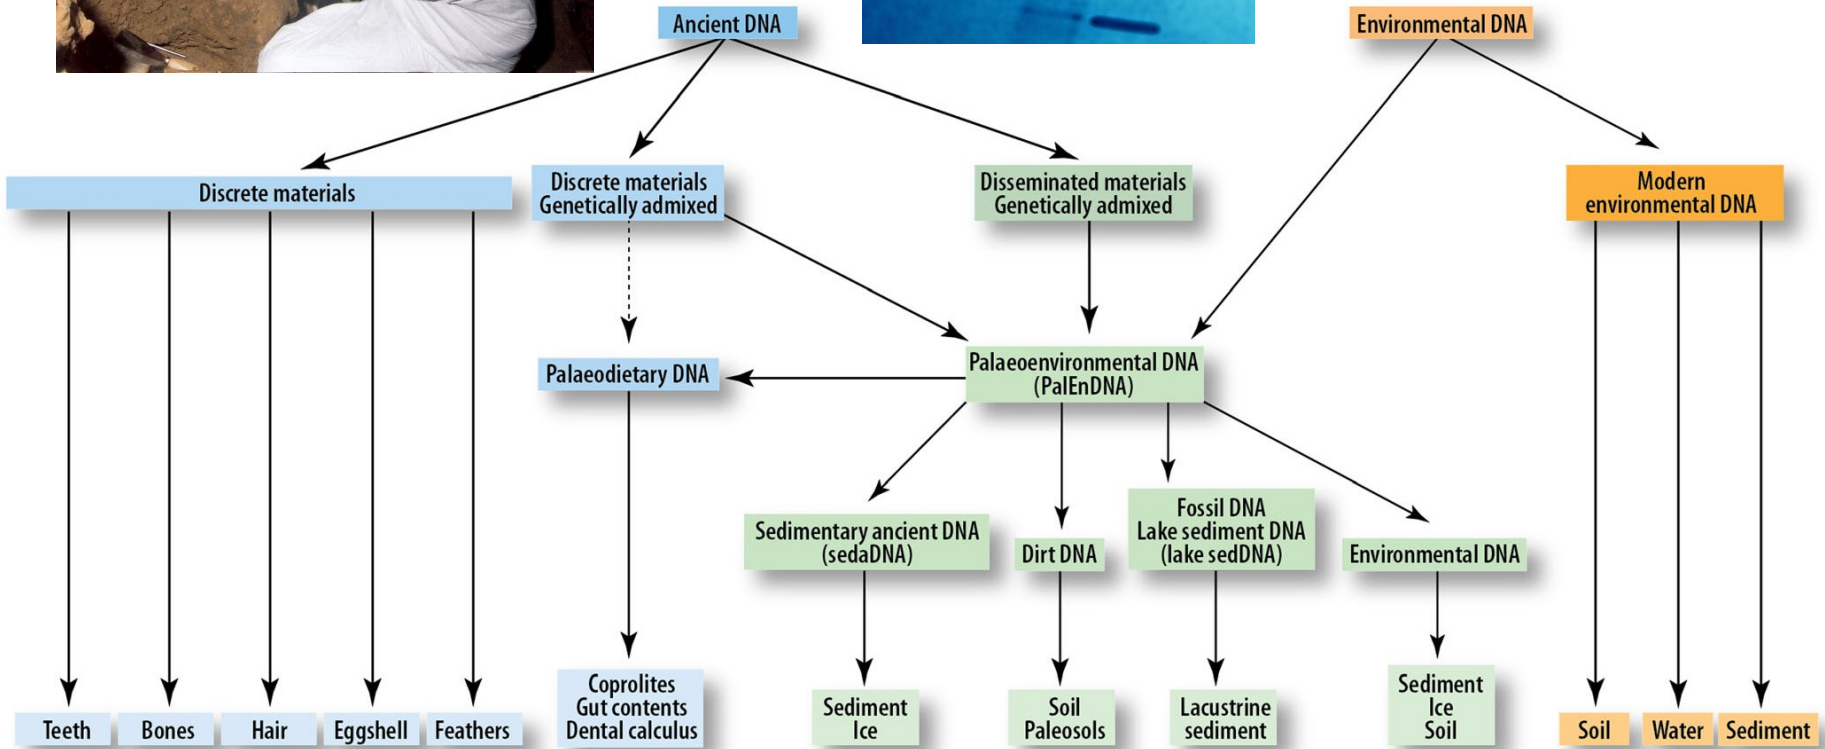 Ancient DNA
Environmental DNA
Discrete materials
Discrete materials
Genetically admixed
Disseminated materials
Genetically admixed
Modern
environmental DNA
Palaeodietary DNA
Palaeoenvironmental DNA
(PalEnDNA)
Sedimentary ancient DNA
(sedaDNA)
Dirt DNA
Fossil DNA
Lake sediment DNA
(lake sedDNA)
Environmental DNA
Teeth
Bones
Hair
Eggshell
Feathers
Coprolites
Gut contents
Dental calculus
Sediment
Ice
Soil
Paleosols
Lacustrine
sediment
Sediment
Ice
Soil
Soil
Water
Sediment